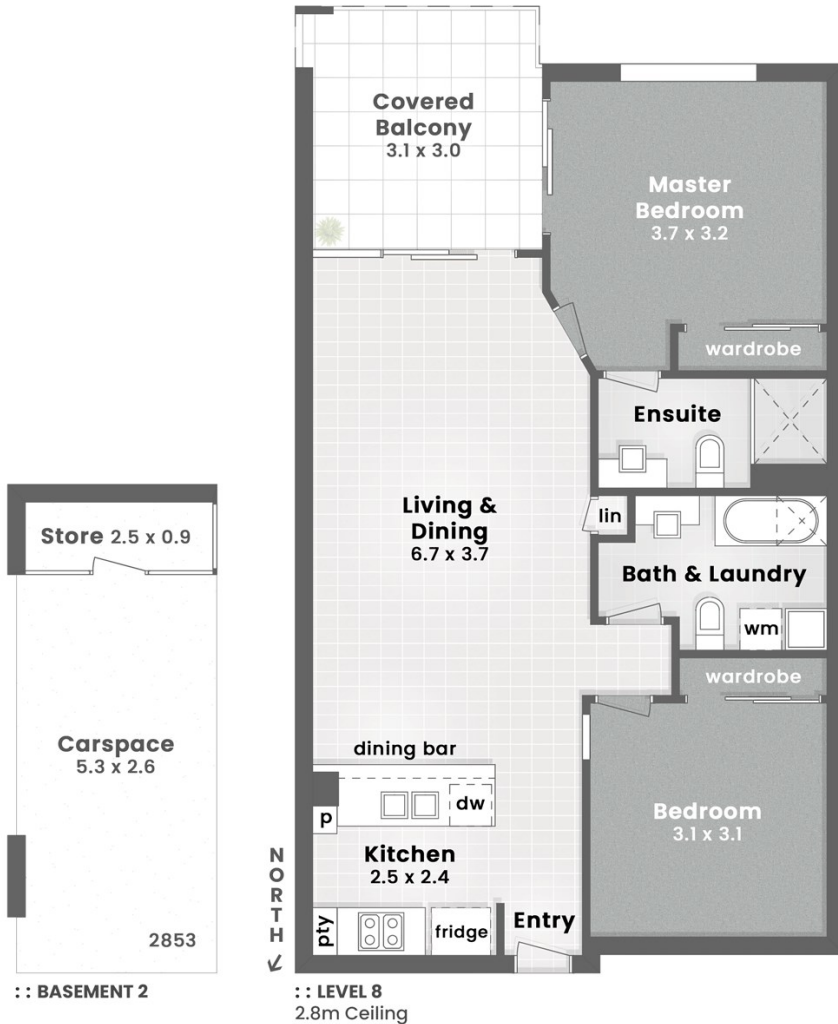 Covered
Balcony
3.1 x 3.0
Master
Bedroom
3.7 x 3.2
wardrobe
Ensuite
Living &
Dining
6.7 x 3.7
lin
Bath & Laundry
wm
wardrobe
Store 2.5 x 0.9
Carspace
5.3 x 2.6
2853
dining bar
dw
p
Kitchen
2.5 x 2.4
Bedroom
3.1 x 3.1
pty
fridge
Entry
NORTH
:: BASEMENT 2
:: LEVEL 8
2.8m Ceiling